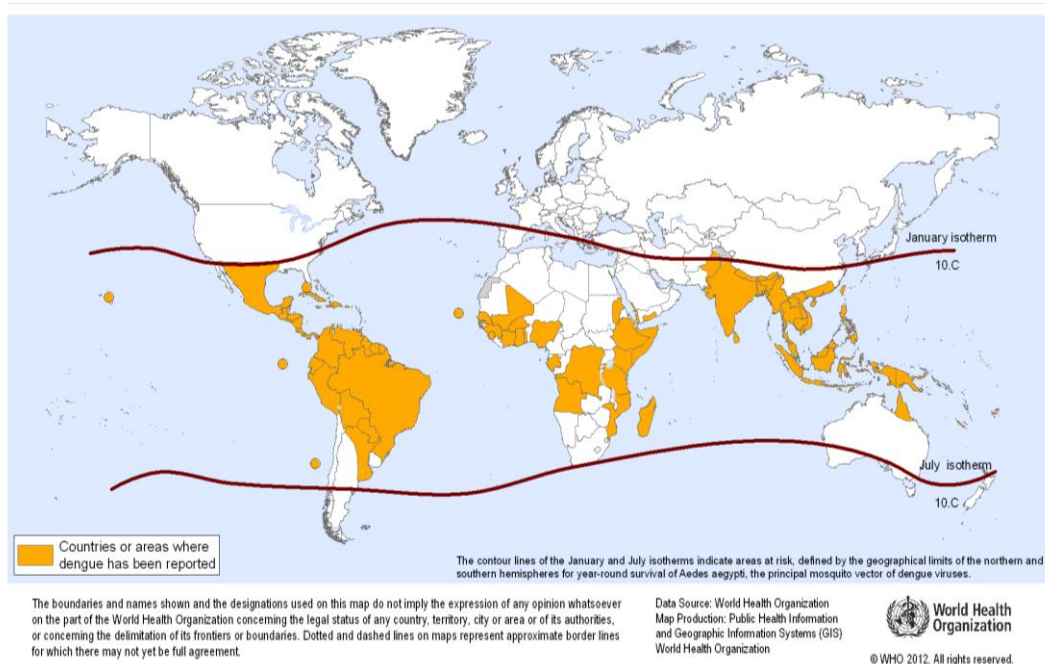 January isotherm
10.C
July isotherm
10.C
Countries or areas where
dengue has been reported
The contour lines of the January and July isotherms indicate areas at risk, defined by the geographical limits of the northern and
southern hemispheres for year-round survival of Aedes aegypti, the principal mosquito vector of dengue viruses.
The boundaries and names shown and the designations used on this map do not imply the expression of any opinion whatsoever
on the part of the World Health Organization concerning the legal status of any country, territory, city or area or of its authorities,
or concerning the delimitation of its frontiers or boundaries. Dotted and dashed lines on maps represent approximate border lines
for which there may not yet be full agreement.
Data Source: World Health Organization
Map Production: Public Health Information
and Geographic Information Systems (GIS)
World Health Organization
World Health
Organization
© WHO 2012. All rights reserved.